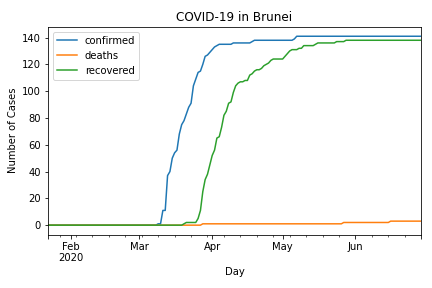 COVID-19 in Brunei
confirmed
deaths
recovered
Number of Cases
140
120
100
80
60
40
20
0
Feb
2020
Mar
Apr
May
Jun
Day